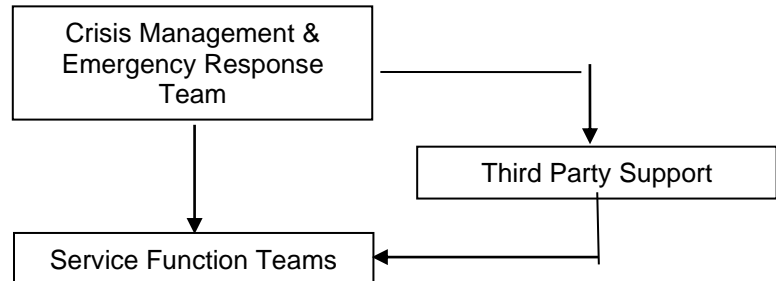 Crisis Management &
Emergency Response
Team
Third Party Support
Service Function Teams